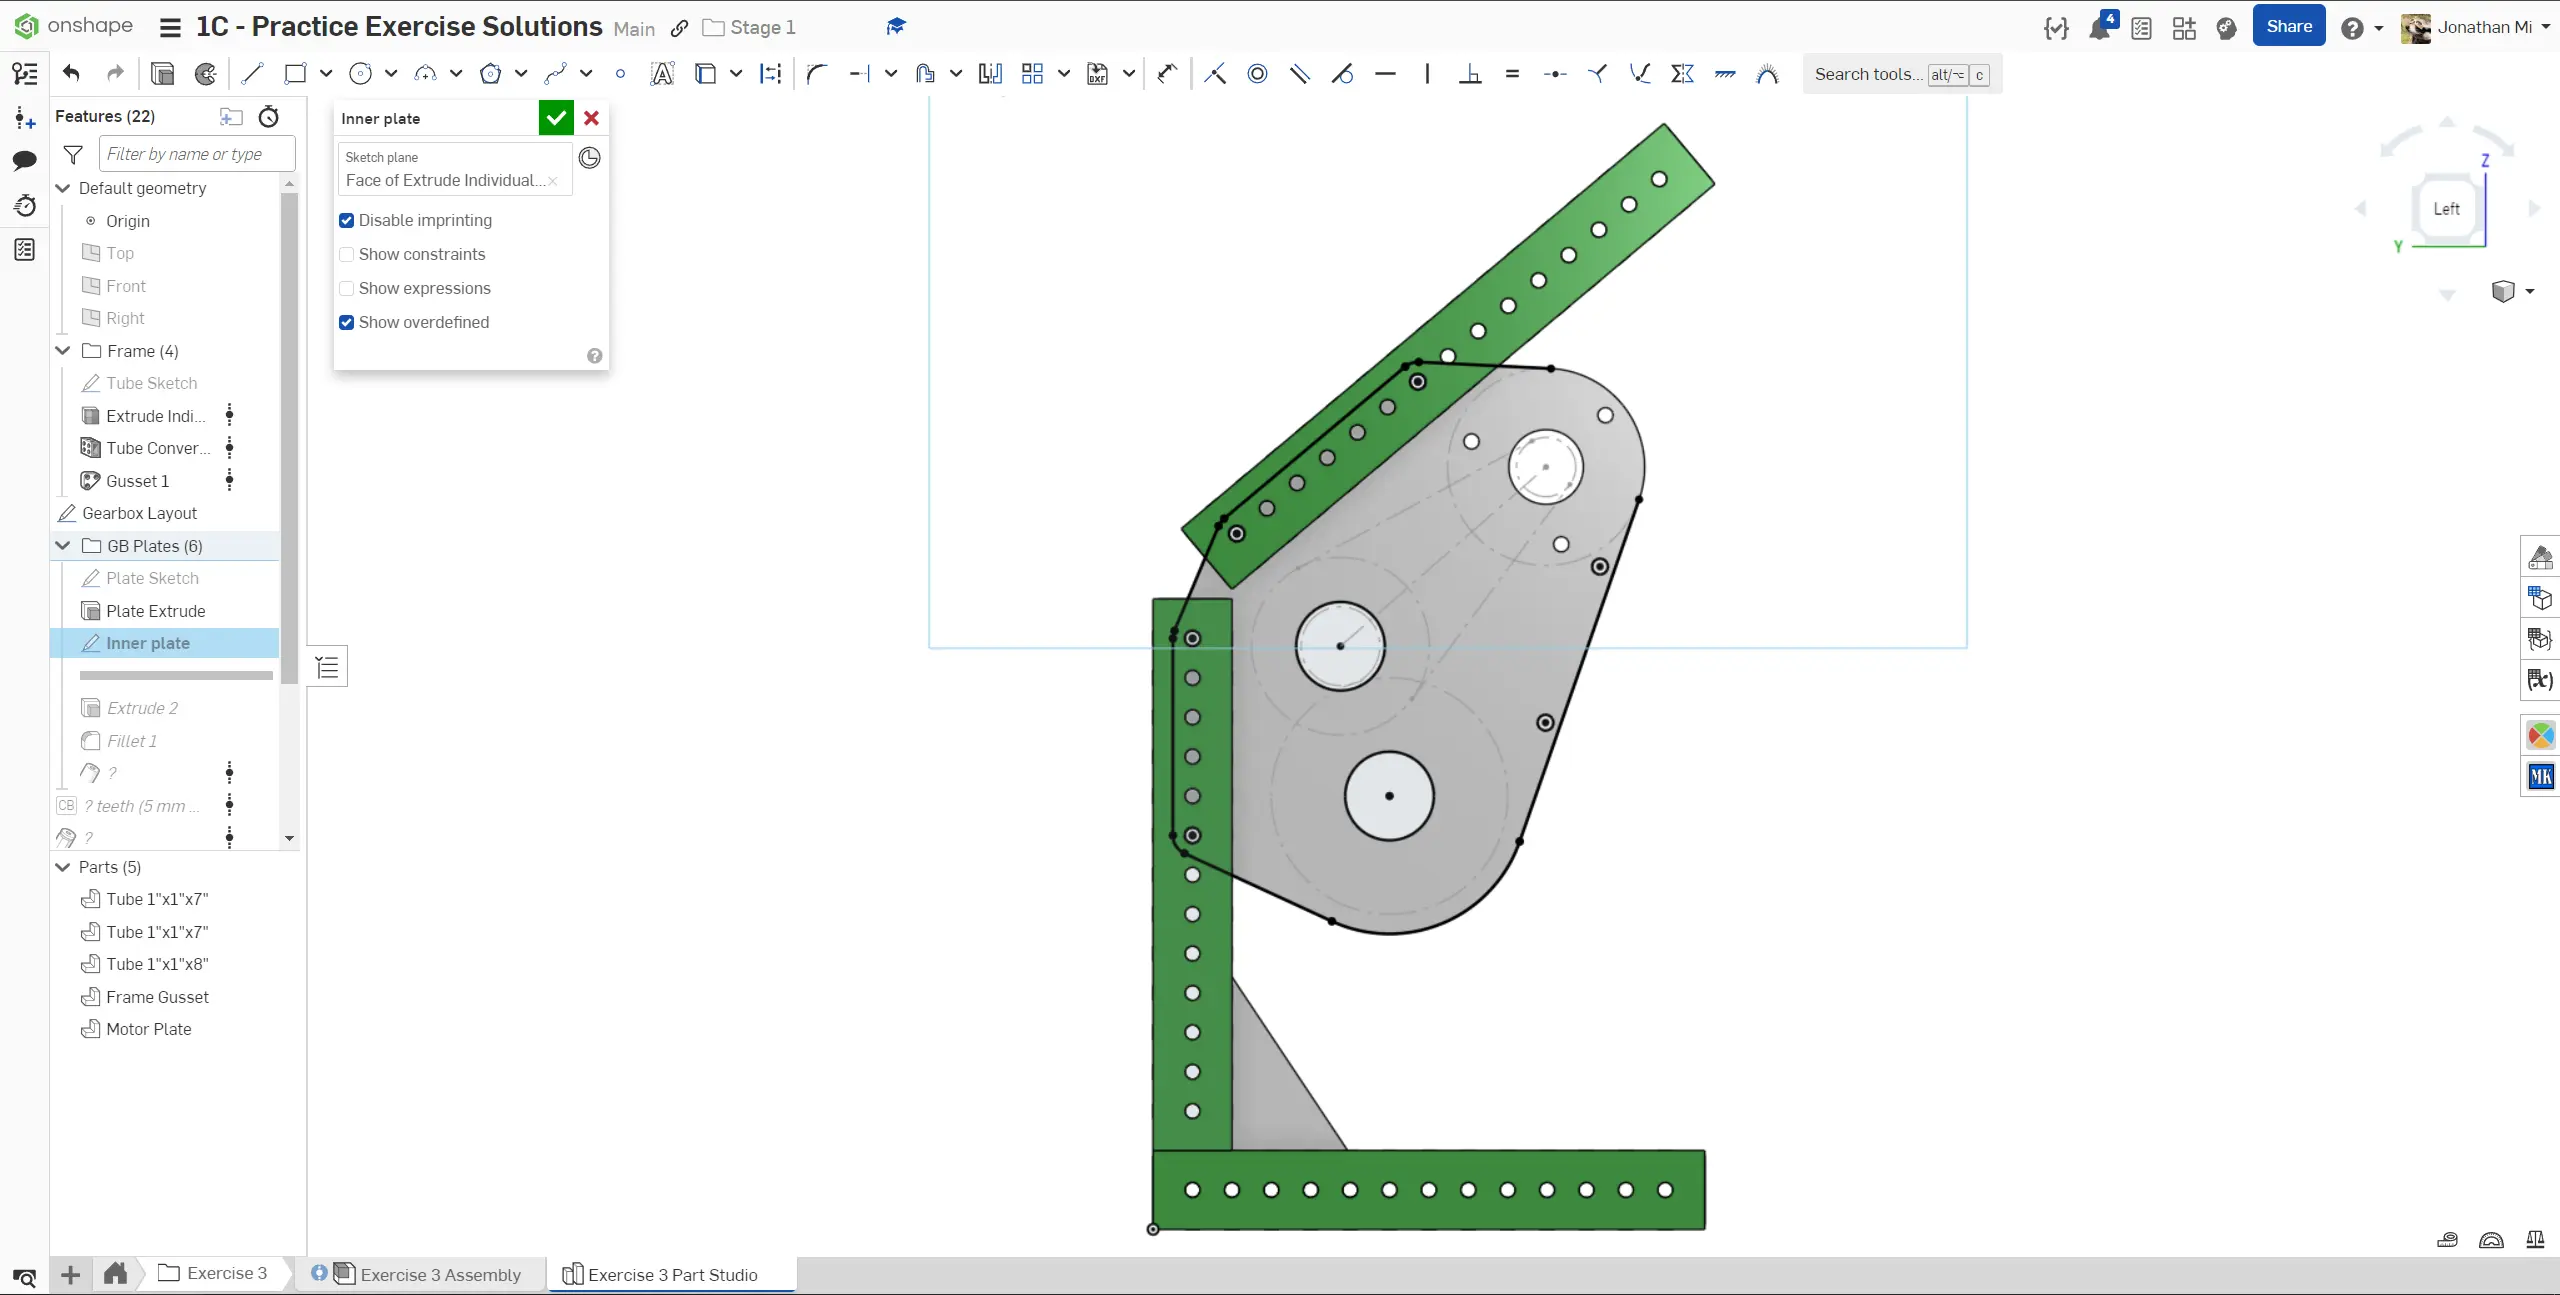 onshape
1C - Practice Exercise Solutions Main Stage 1
4
Share
Jonathan Mi
DXF
Search tools... alt/⌥ c
Features (22)
Filter by name or type
Default geometry
Origin
Top
Front
Right
Frame (4)
Tube Sketch
Extrude Indi...
Tube Conver...
Gusset 1
Gearbox Layout
GB Plates (6)
Plate Sketch
Plate Extrude
Inner plate
Extrude 2
Fillet 1
?
CB ? teeth (5 mm ...
?
Parts (5)
Tube 1"x1"x7"
Tube 1"x1"x7"
Tube 1"x1"x8"
Frame Gusset
Motor Plate
Inner plate
Sketch plane
Face of Extrude Individual...
Disable imprinting
Show constraints
Show expressions
Show overdefined
Z
Left
Y
(x)
MK
Exercise 3
Exercise 3 Assembly
Exercise 3 Part Studio